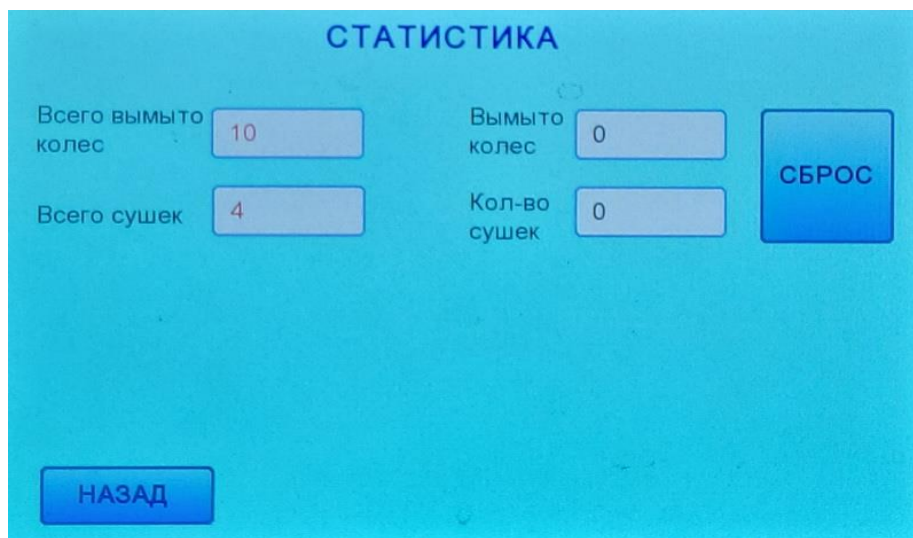 СТАТИСТИКА
Всего вымыто
колес
10
Вымыто
колес
0
СБРОС
Всего сушек
4
Кол-во
сушек
0
НАЗАД